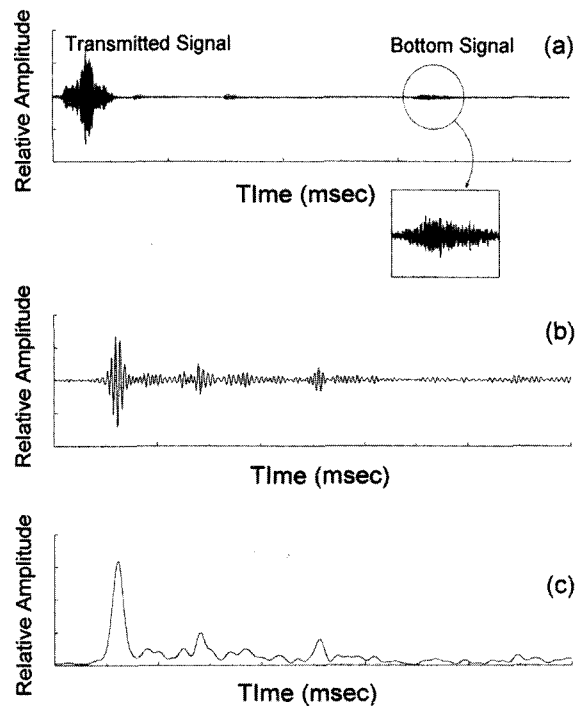 Transmitted Signal
Bottom Signal
(a)
Relative Amplitude
TIme (msec)
(b)
Relative Amplitude
TIme (msec)
(c)
Relative Amplitude
TIme (msec)